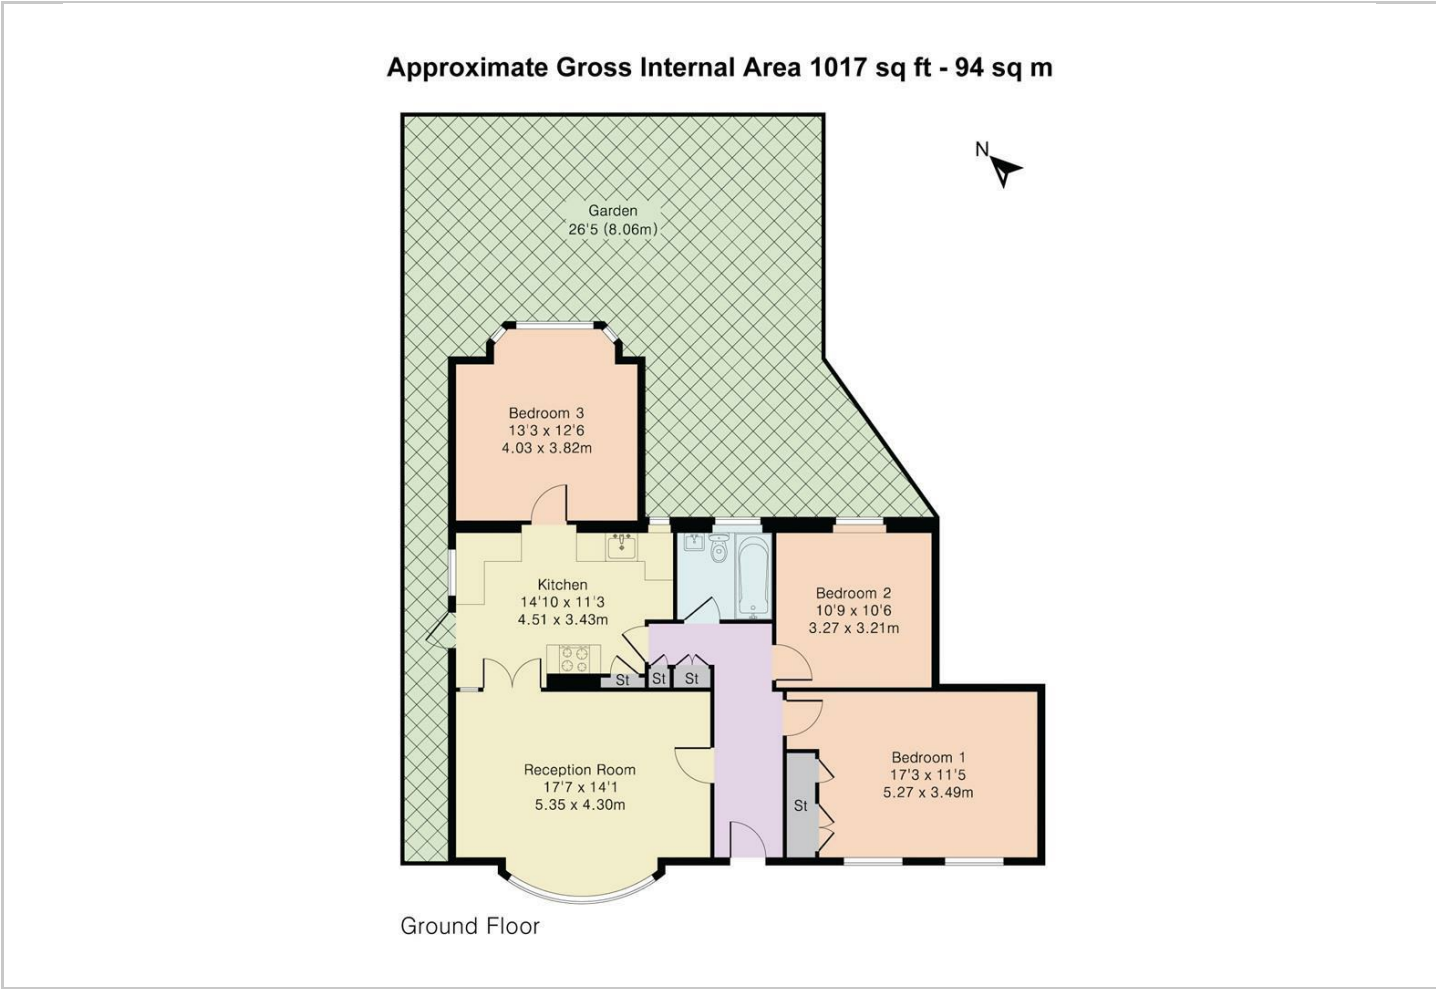 Approximate Gross Internal Area 1017 sq ft - 94 sq m
N
Garden
26'5 (8.06m)
Bedroom 3
13'3 x 12'6
4.03 x 3.82m
Kitchen
14'10 x 11'3
4.51 x 3.43m
Bedroom 2
10'9 x 10'6
3.27 x 3.21m
St
St
St
Reception Room
17'7 x 14'1
5.35 x 4.30m
Bedroom 1
17'3 x 11'5
5.27 x 3.49m
St
Ground Floor